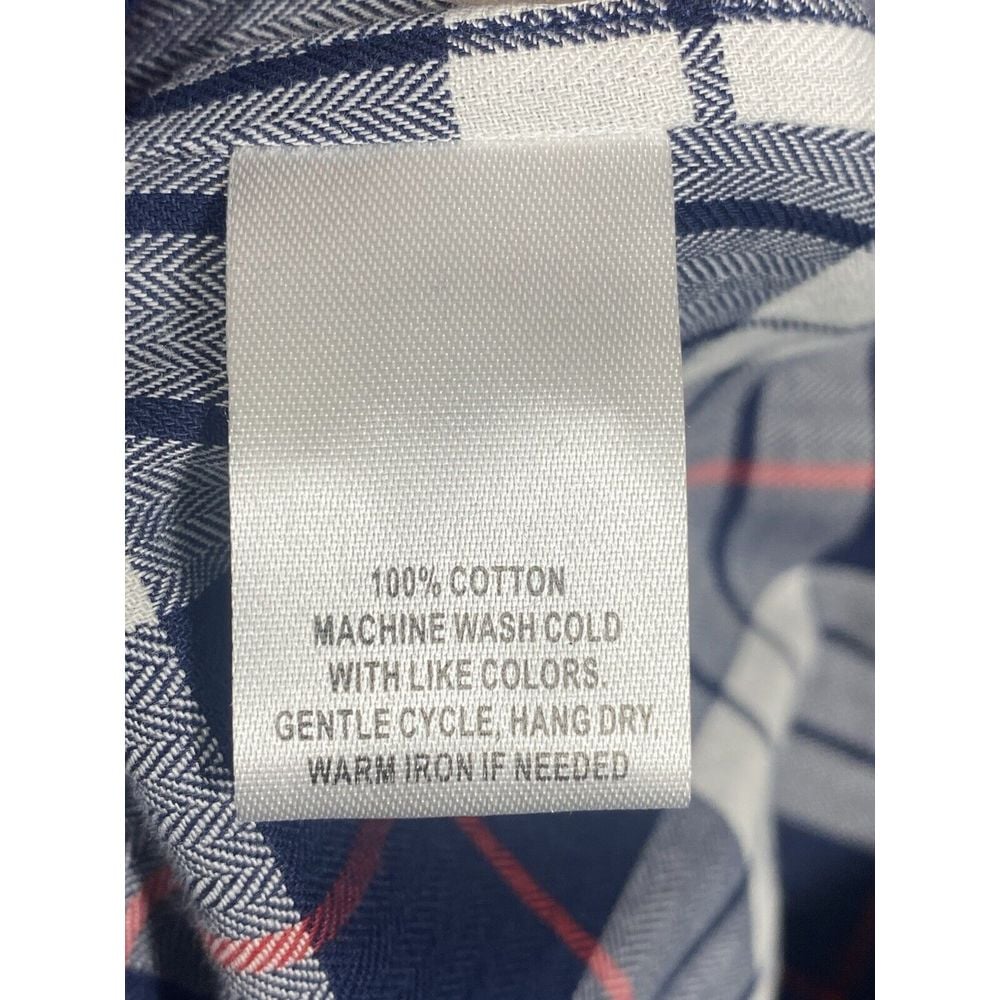 100% COTTON
MACHINE WASH COLD
WITH LIKE COLORS.
GENTLE CYCLE, HANG DRY
WARM IRON IF NEEDED